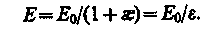 E = E₀/(1 + æ) = E₀/ε.